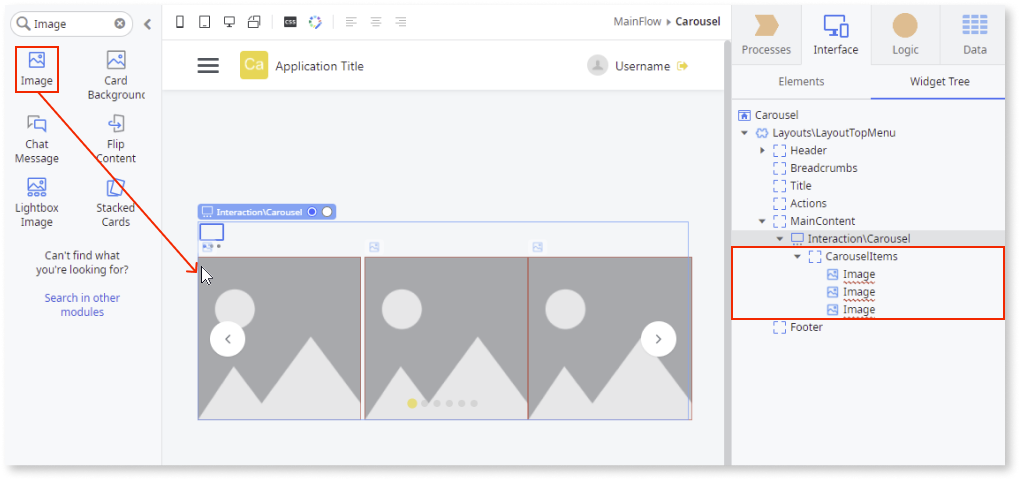 Image
Image
Card
Background
Chat
Message
Flip
Content
Lightbox
Image
Stacked
Cards
Can't find what
you're looking for?
Search in other
modules
CSS
MainFlow ▸ Carousel
Ca
Application Title
Username
Interaction\Carousel
Processes
Interface
Logic
Data
Elements
Widget Tree
Carousel
Layouts\LayoutTopMenu
Header
Breadcrumbs
Title
Actions
MainContent
Interaction\Carousel
CarouselItems
Image
Image
Image
Footer